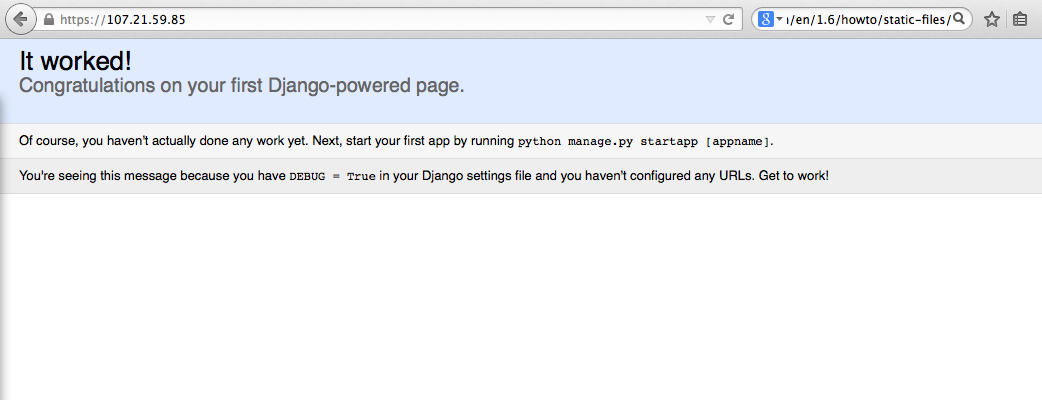 https://107.21.59.85
/en/1.6/howto/static-files/
It worked!
Congratulations on your first Django-powered page.
Of course, you haven't actually done any work yet. Next, start your first app by running python manage.py startapp [appname].
You're seeing this message because you have DEBUG = True in your Django settings file and you haven't configured any URLs. Get to work!